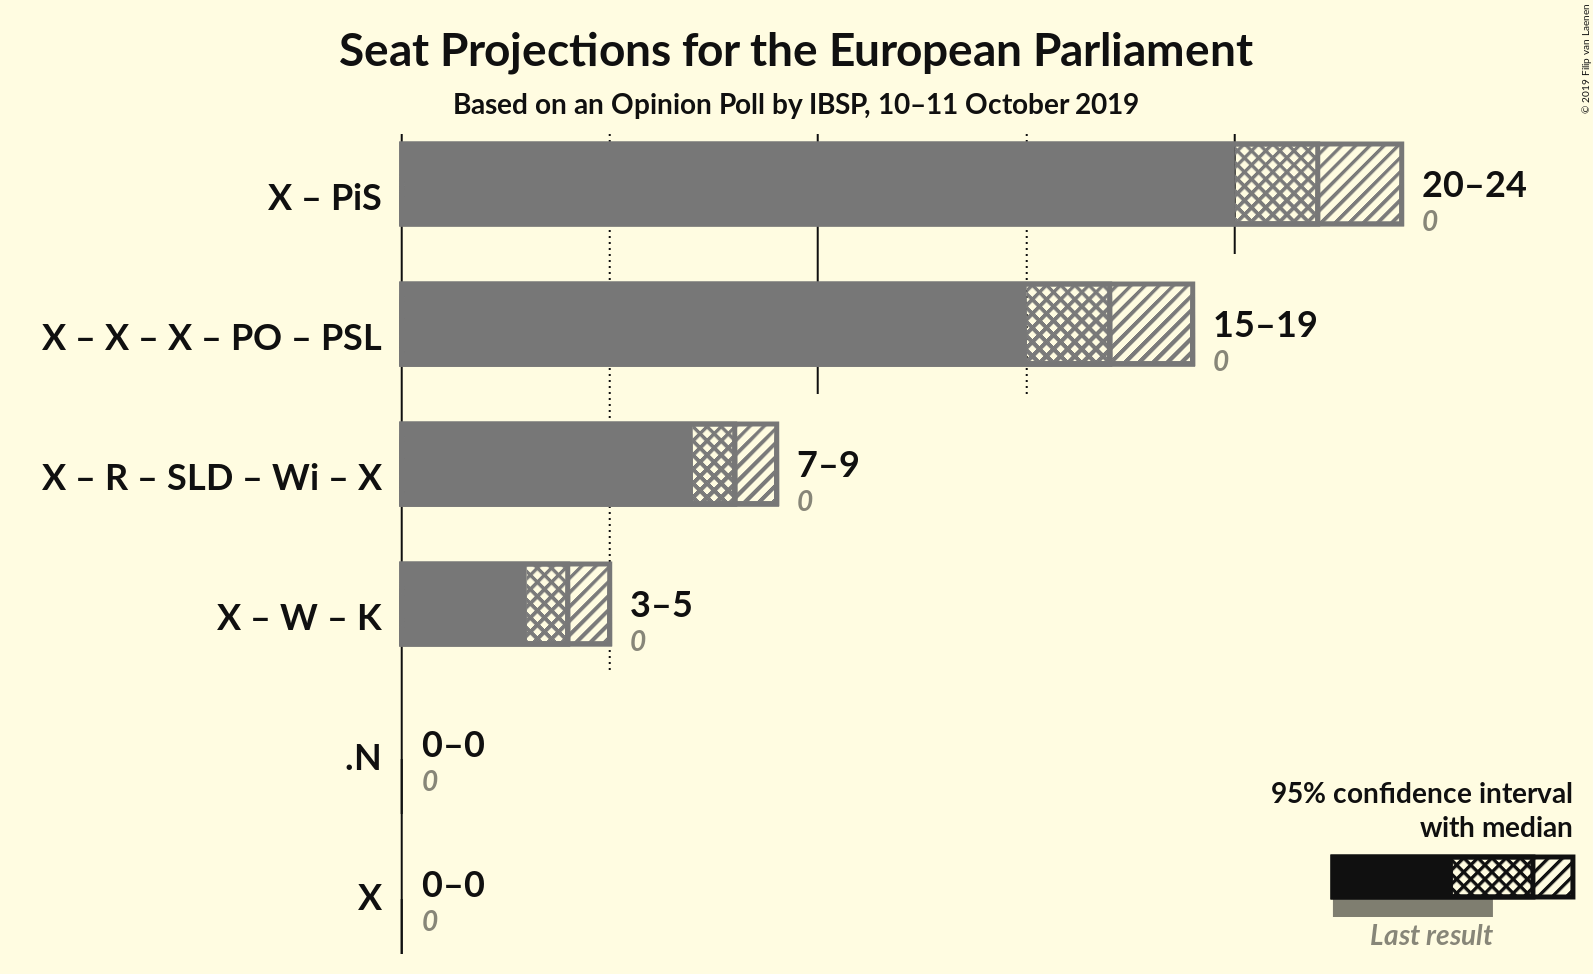 Seat Projections for the European Parliament
Based on an Opinion Poll by IBSP, 10–11 October 2019
© 2019 Filip van Laenen
X – PiS
20–24
0
X – X – X – PO – PSL
15–19
0
X – R – SLD – Wi – X
7–9
0
X – W – K
3–5
0
.N
0–0
0
X
0–0
0
95% confidence interval
with median
Last result